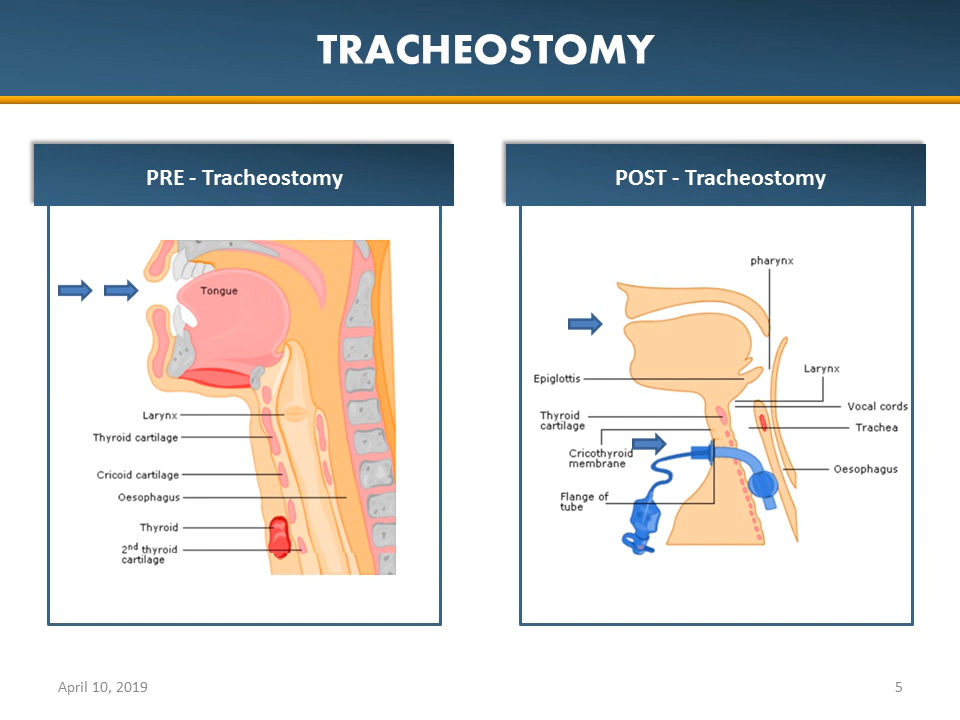 TRACHEOSTOMY
PRE - Tracheostomy
Tongue
Larynx
Thyroid cartilage
Cricoid cartilage
Oesophagus
Thyroid
2nd thyroid
cartilage
POST - Tracheostomy
pharynx
Larynx
Epiglottis
Vocal cords
Thyroid
cartilage
Trachea
Cricothyroid
membrane
Oesophagus
Flange of
tube
April 10, 2019
5